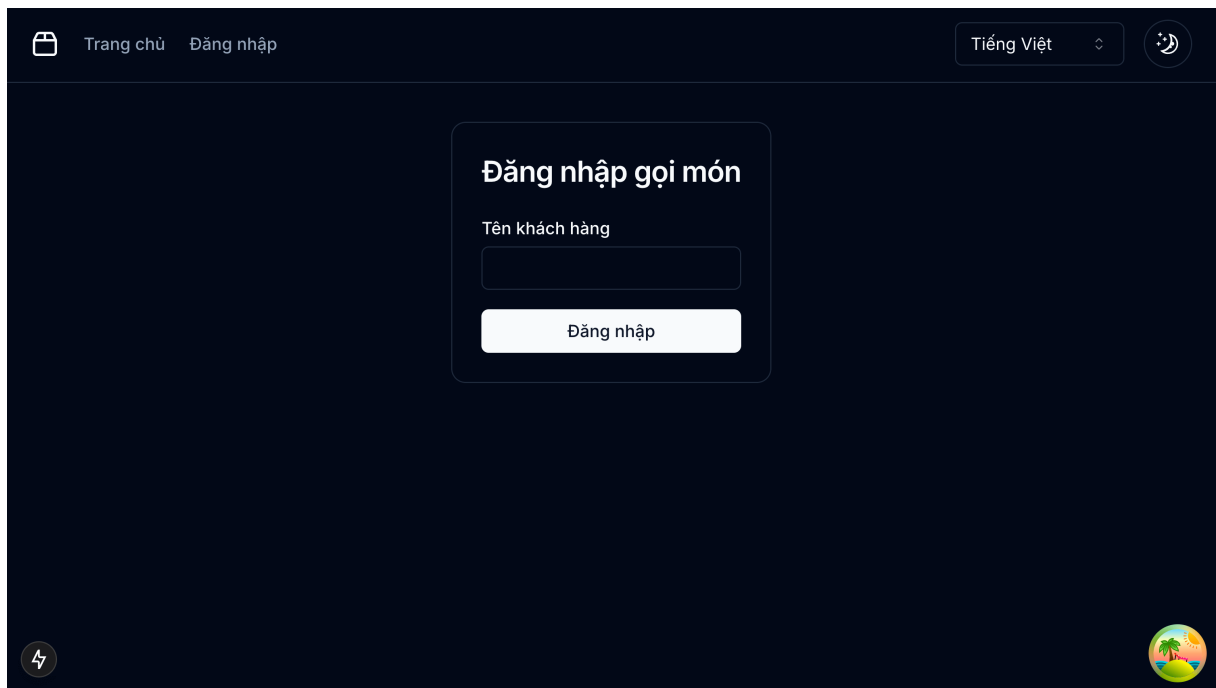 Trang chủ
Đăng nhập
Tiếng Việt
Đăng nhập gọi món
Tên khách hàng
Đăng nhập